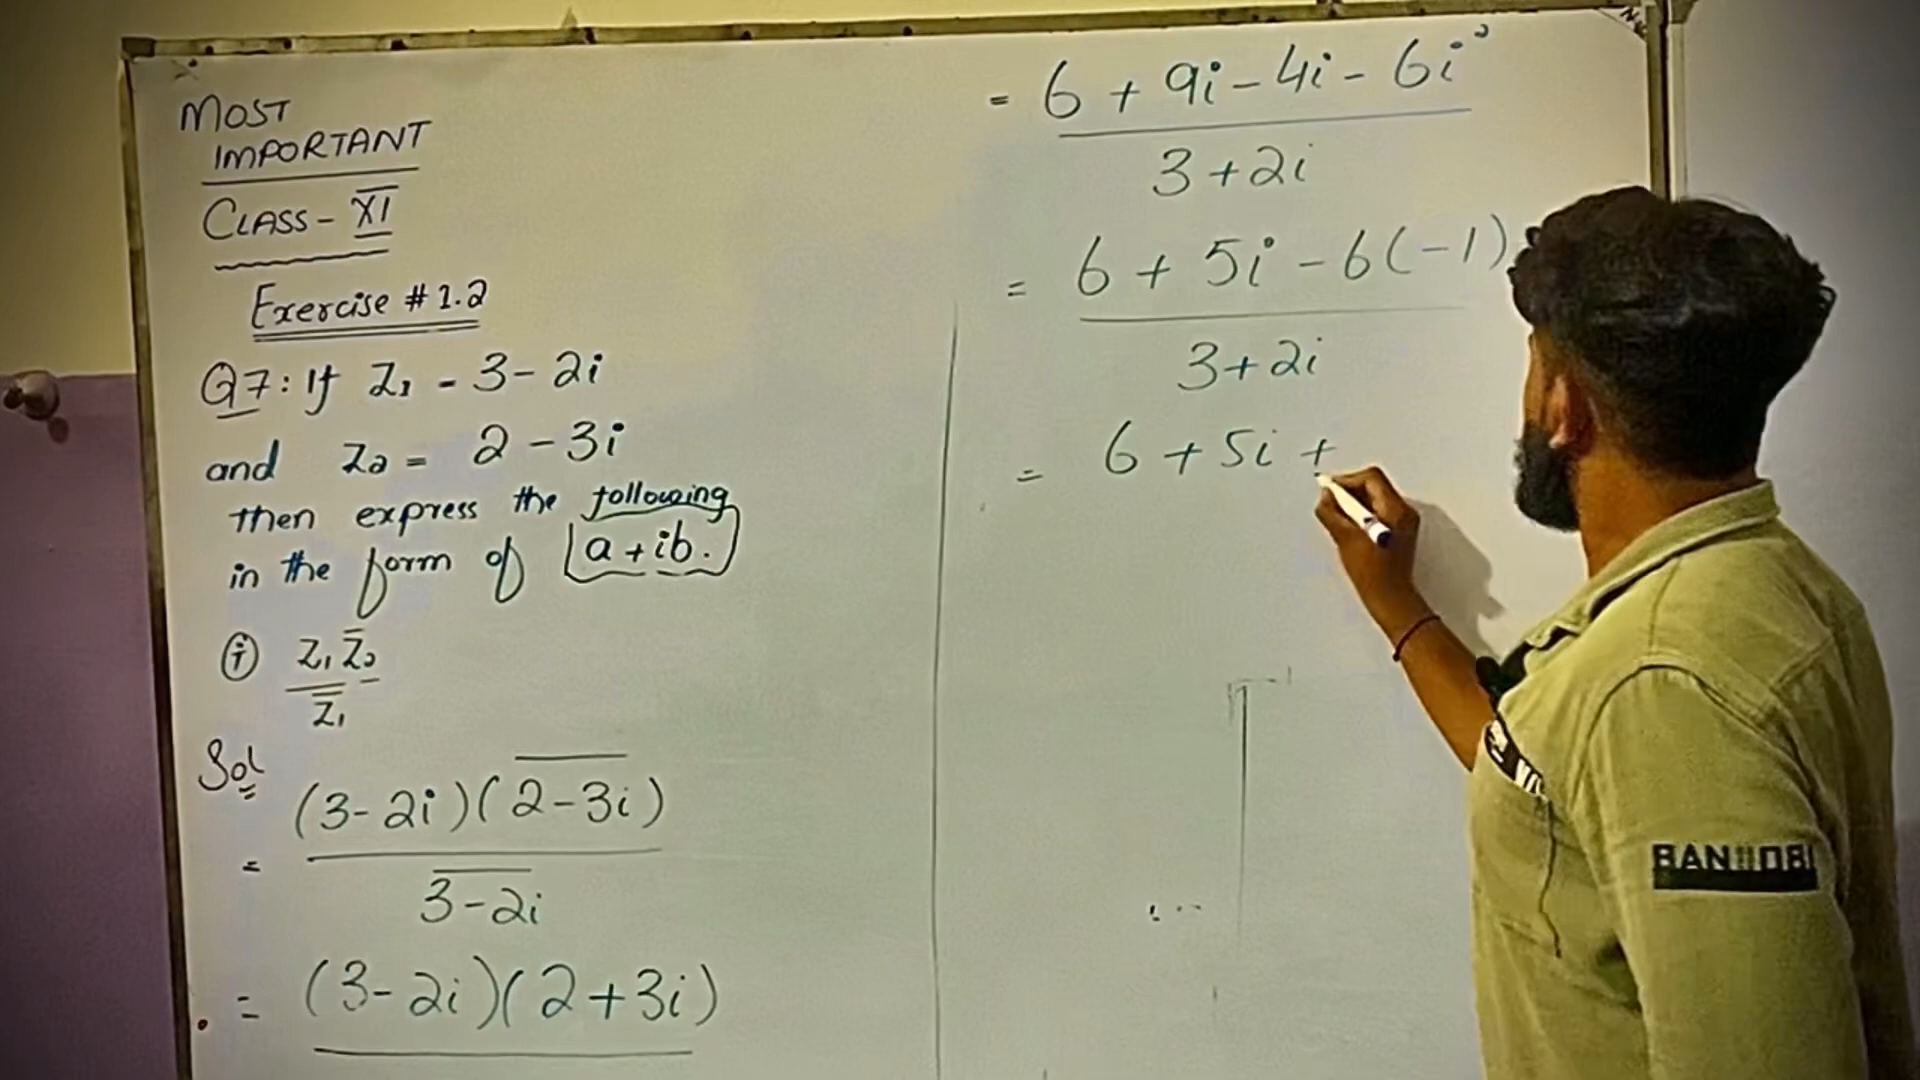 MOST
IMPORTANT
CLASS - XI
Exercise # 1.2
Q7: If Z₁ = 3 - 2i
and Z₂ = 2 - 3i
then express the following
in the form of a + ib.
(i) Z₁ Z̅₂
Z̅₁
Sol
(3 - 2i)(2 - 3i)
=
3 - 2i
= (3 - 2i)(2 + 3i)
= 6 + 9i - 4i - 6i²
3 + 2i
= 6 + 5i - 6(-1)
3 + 2i
= 6 + 5i +